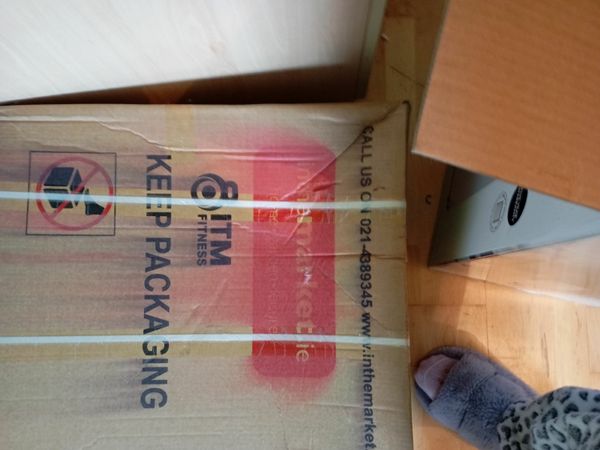 CALL US ON 021-4389345 www.inthemarket
inthemarket.ie
iTM
FITNESS
KEEP PACKAGING